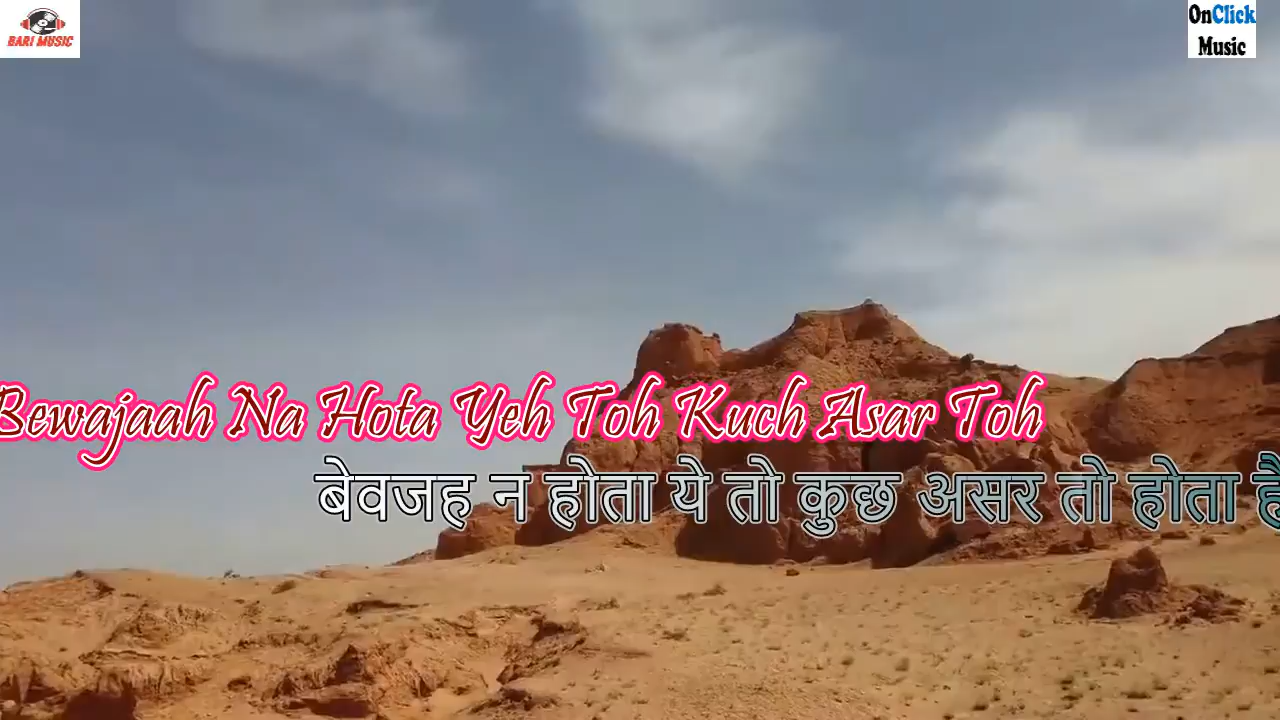 BARI MUSIC
OnClick
Music
Bewajaah Na Hota Yeh Toh Kuch Asar Toh
बेवजह न होता ये तो कुछ असर तो होता है